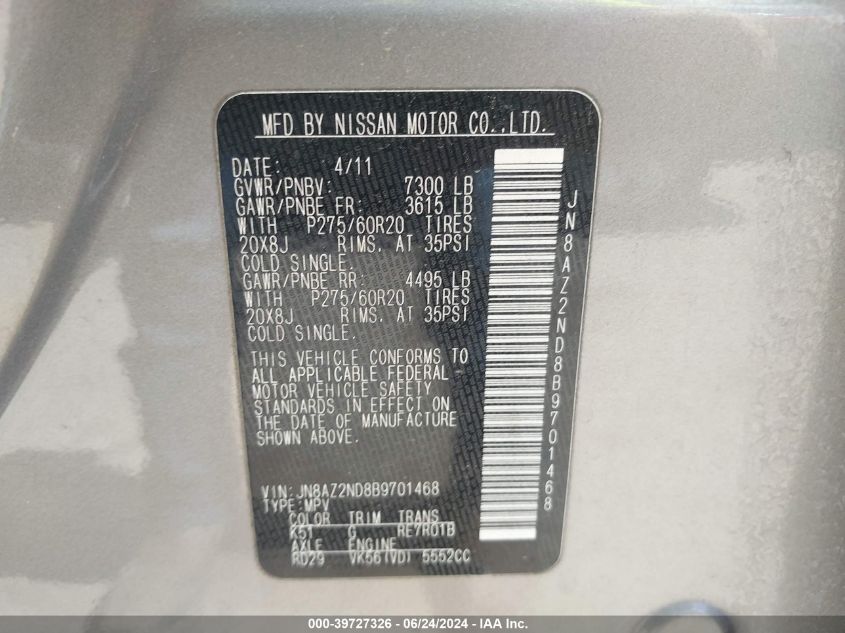 MFD BY NISSAN MOTOR CO.,LTD.
DATE: 4/11
GVWR/PNBV: 7300 LB
GAWR/PNBE FR: 3615 LB
WITH P275/60R20 TIRES
20X8J RIMS, AT 35PSI
COLD SINGLE.
GAWR/PNBE RR: 4495 LB
WITH P275/60R20 TIRES
20X8J RIMS, AT 35PSI
COLD SINGLE.
THIS VEHICLE CONFORMS TO
ALL APPLICABLE FEDERAL
MOTOR VEHICLE SAFETY
STANDARDS IN EFFECT ON
THE DATE OF MANUFACTURE
SHOWN ABOVE.
VIN:JN8AZ2ND8B9701468
TYPE:MPV
COLOR TRIM TRANS
K51 G RE7R01B
AXLE ENGINE
RD29 VK56(VD) 5552CC
JN8AZ2ND8B9701468
000-39727326 - 06/24/2024 - IAA Inc.